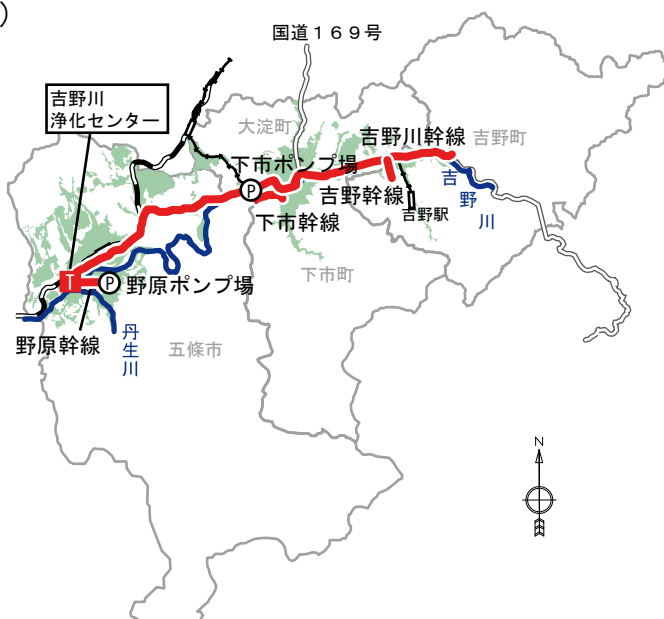 )
国道１６９号
吉野川
浄化センター
大淀町
吉野川幹線
吉野町
下市ポンプ場
P
吉野幹線
吉野川
吉野駅
下市幹線
下市町
T
P
野原ポンプ場
野原幹線
丹生川
五條市
N